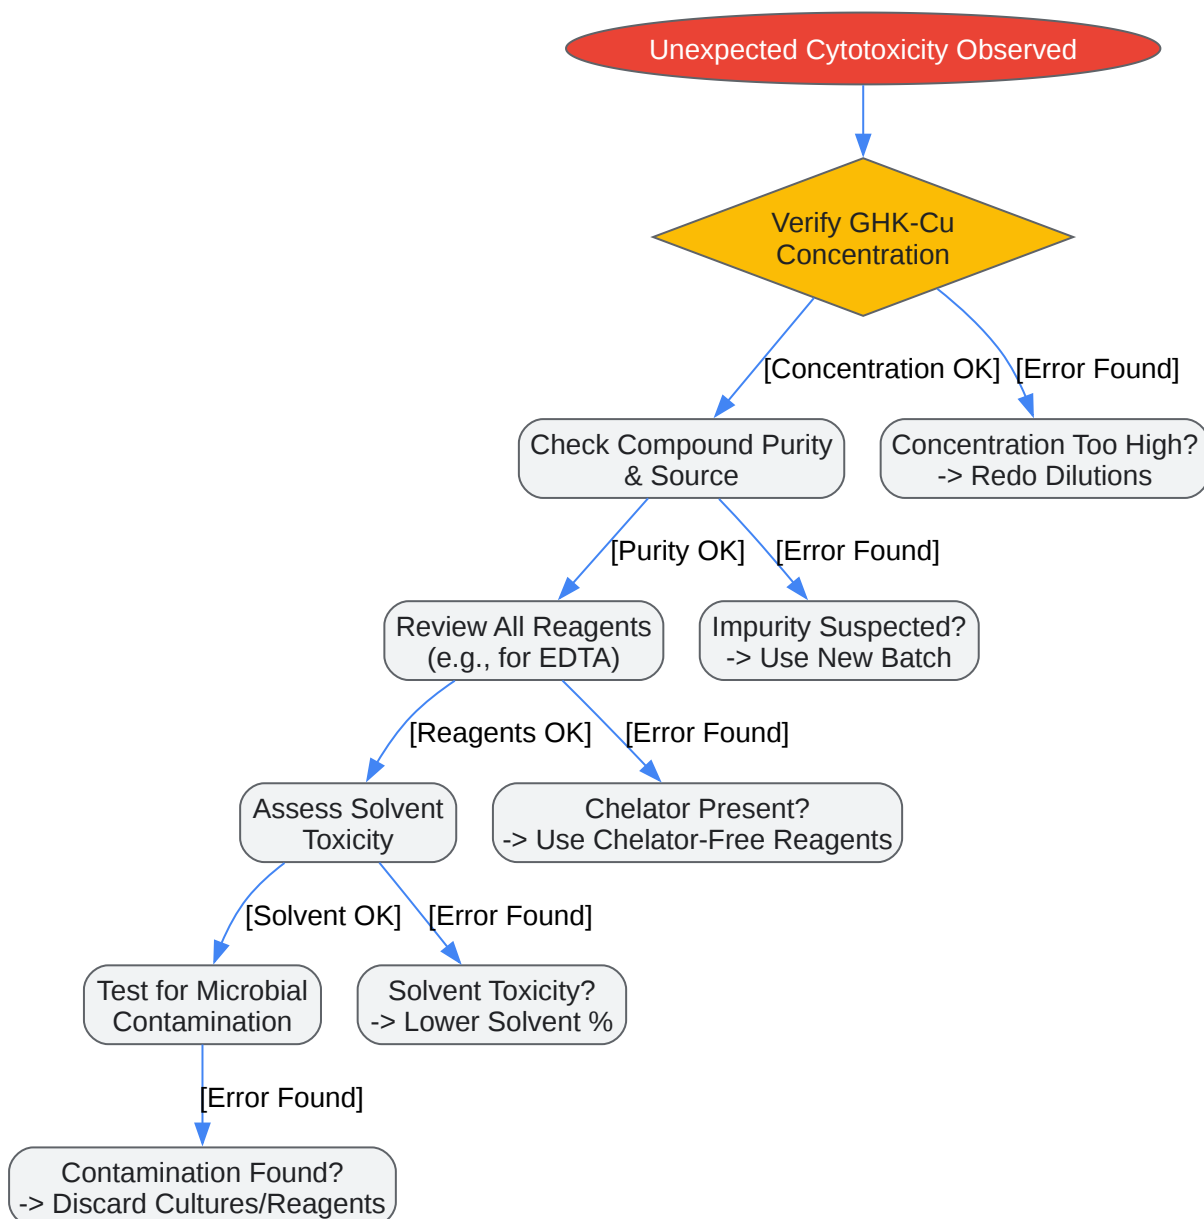 Unexpected Cytotoxicity Observed
Verify GHK-Cu
Concentration
[Concentration OK]
[Error Found]
Check Compound Purity
& Source
Concentration Too High?
-> Redo Dilutions
[Purity OK]
[Error Found]
Review All Reagents
(e.g., for EDTA)
Impurity Suspected?
-> Use New Batch
[Reagents OK]
[Error Found]
Assess Solvent
Toxicity
Chelator Present?
-> Use Chelator-Free Reagents
[Solvent OK]
[Error Found]
Test for Microbial
Contamination
Solvent Toxicity?
-> Lower Solvent %
[Error Found]
Contamination Found?
-> Discard Cultures/Reagents